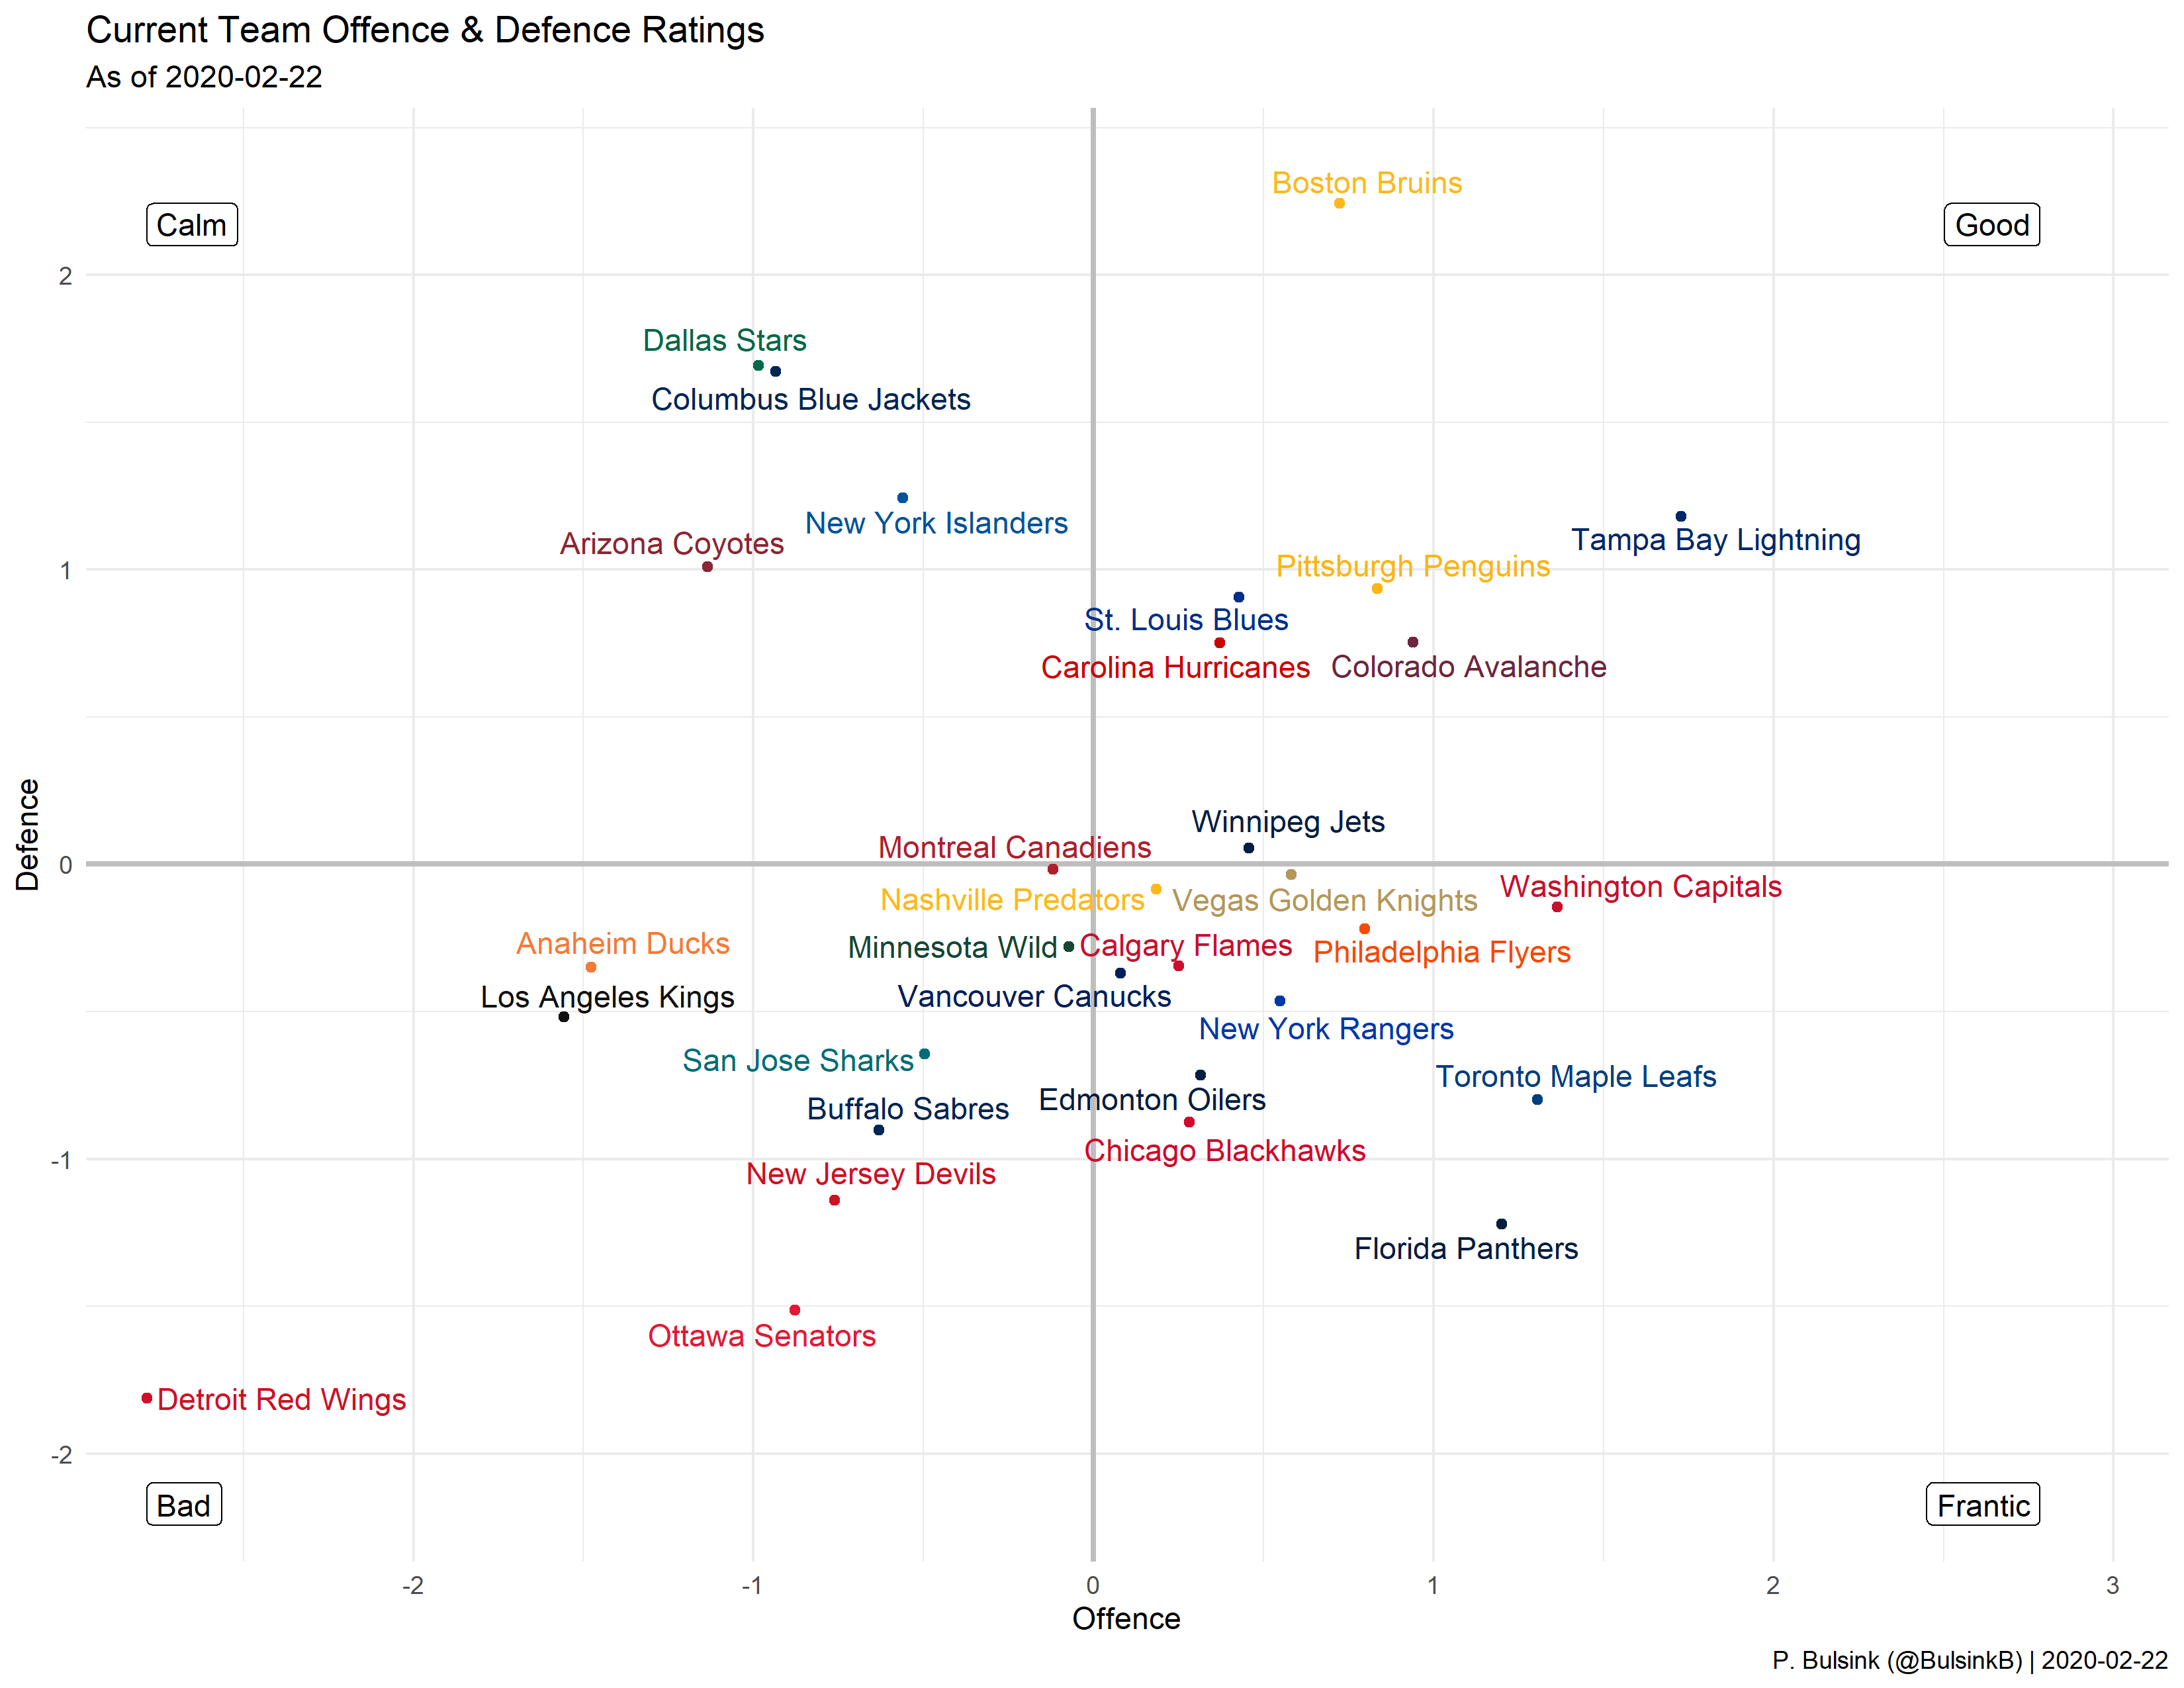 Current Team Offence & Defence Ratings
As of 2020-02-22
Boston Bruins
Calm
Good
2
Dallas Stars
Columbus Blue Jackets
New York Islanders
Arizona Coyotes
Tampa Bay Lightning
Pittsburgh Penguins
1
St. Louis Blues
Carolina Hurricanes
Colorado Avalanche
Defence
Winnipeg Jets
Montreal Canadiens
0
Washington Capitals
Nashville Predators
Vegas Golden Knights
Anaheim Ducks
Minnesota Wild
Calgary Flames
Philadelphia Flyers
Los Angeles Kings
Vancouver Canucks
New York Rangers
San Jose Sharks
Toronto Maple Leafs
Edmonton Oilers
Buffalo Sabres
Chicago Blackhawks
-1
New Jersey Devils
Florida Panthers
Ottawa Senators
Detroit Red Wings
-2
Bad
Frantic
-2
-1
0
1
2
3
Offence
P. Bulsink (@BulsinkB) | 2020-02-22